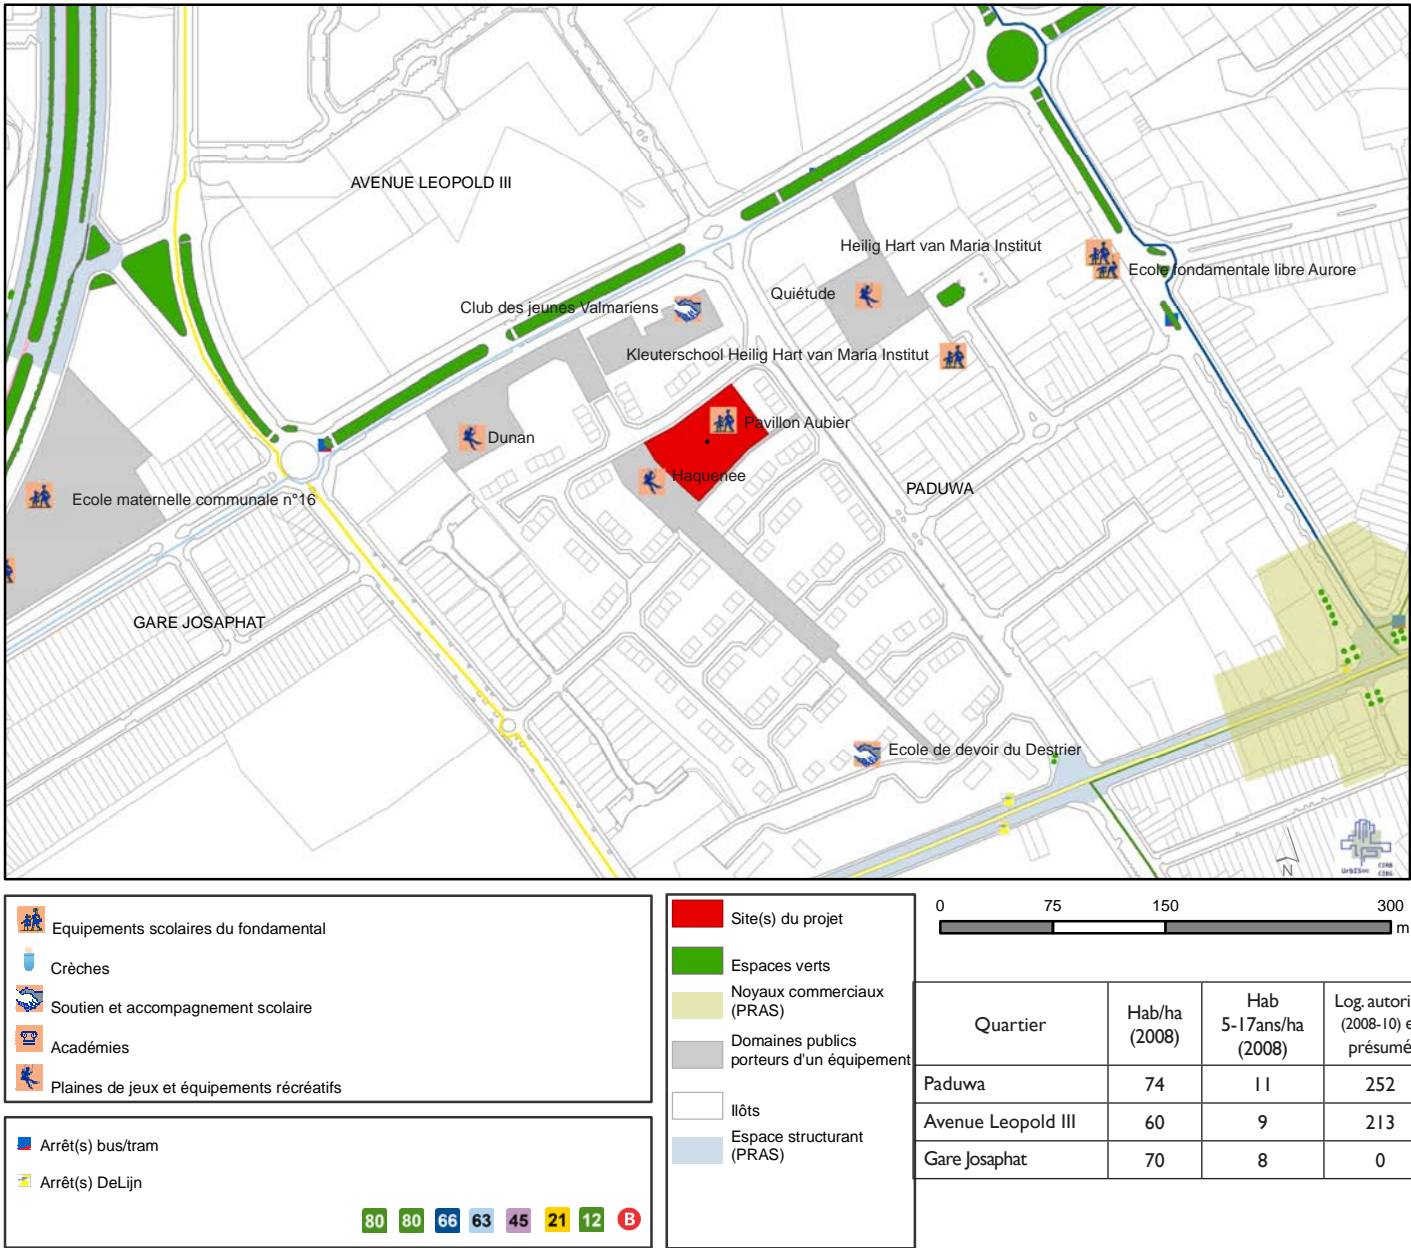 AVENUE LEOPOLD III
Heilig Hart van Maria Institut
Ecole fondamentale libre Aurore
Quiétude
Club des jeunes Valmariens
Kleuterschool Heilig Hart van Maria Institut
Pavillon Aubier
Dunan
Haquenee
PADUWA
Ecole maternelle communale n°16
GARE JOSAPHAT
Ecole de devoir du Destrier
N
UrbIS
CIRB
CIBG
Equipements scolaires du fondamental
Crèches
Soutien et accompagnement scolaire
Académies
Plaines de jeux et équipements récréatifs
Arrêt(s) bus/tram
Arrêt(s) DeLijn
80 80 66 63 45 21 12 B
Site(s) du projet
Espaces verts
Noyaux commerciaux
(PRAS)
Domaines publics
porteurs d'un équipement
Ilôts
Espace structurant
(PRAS)
0 75 150 300
m
Quartier Hab/ha (2008) Hab 5-17ans/ha (2008) Log. autori (2008-10) e présumé
Paduwa 74 11 252
Avenue Leopold III 60 9 213
Gare Josaphat 70 8 0